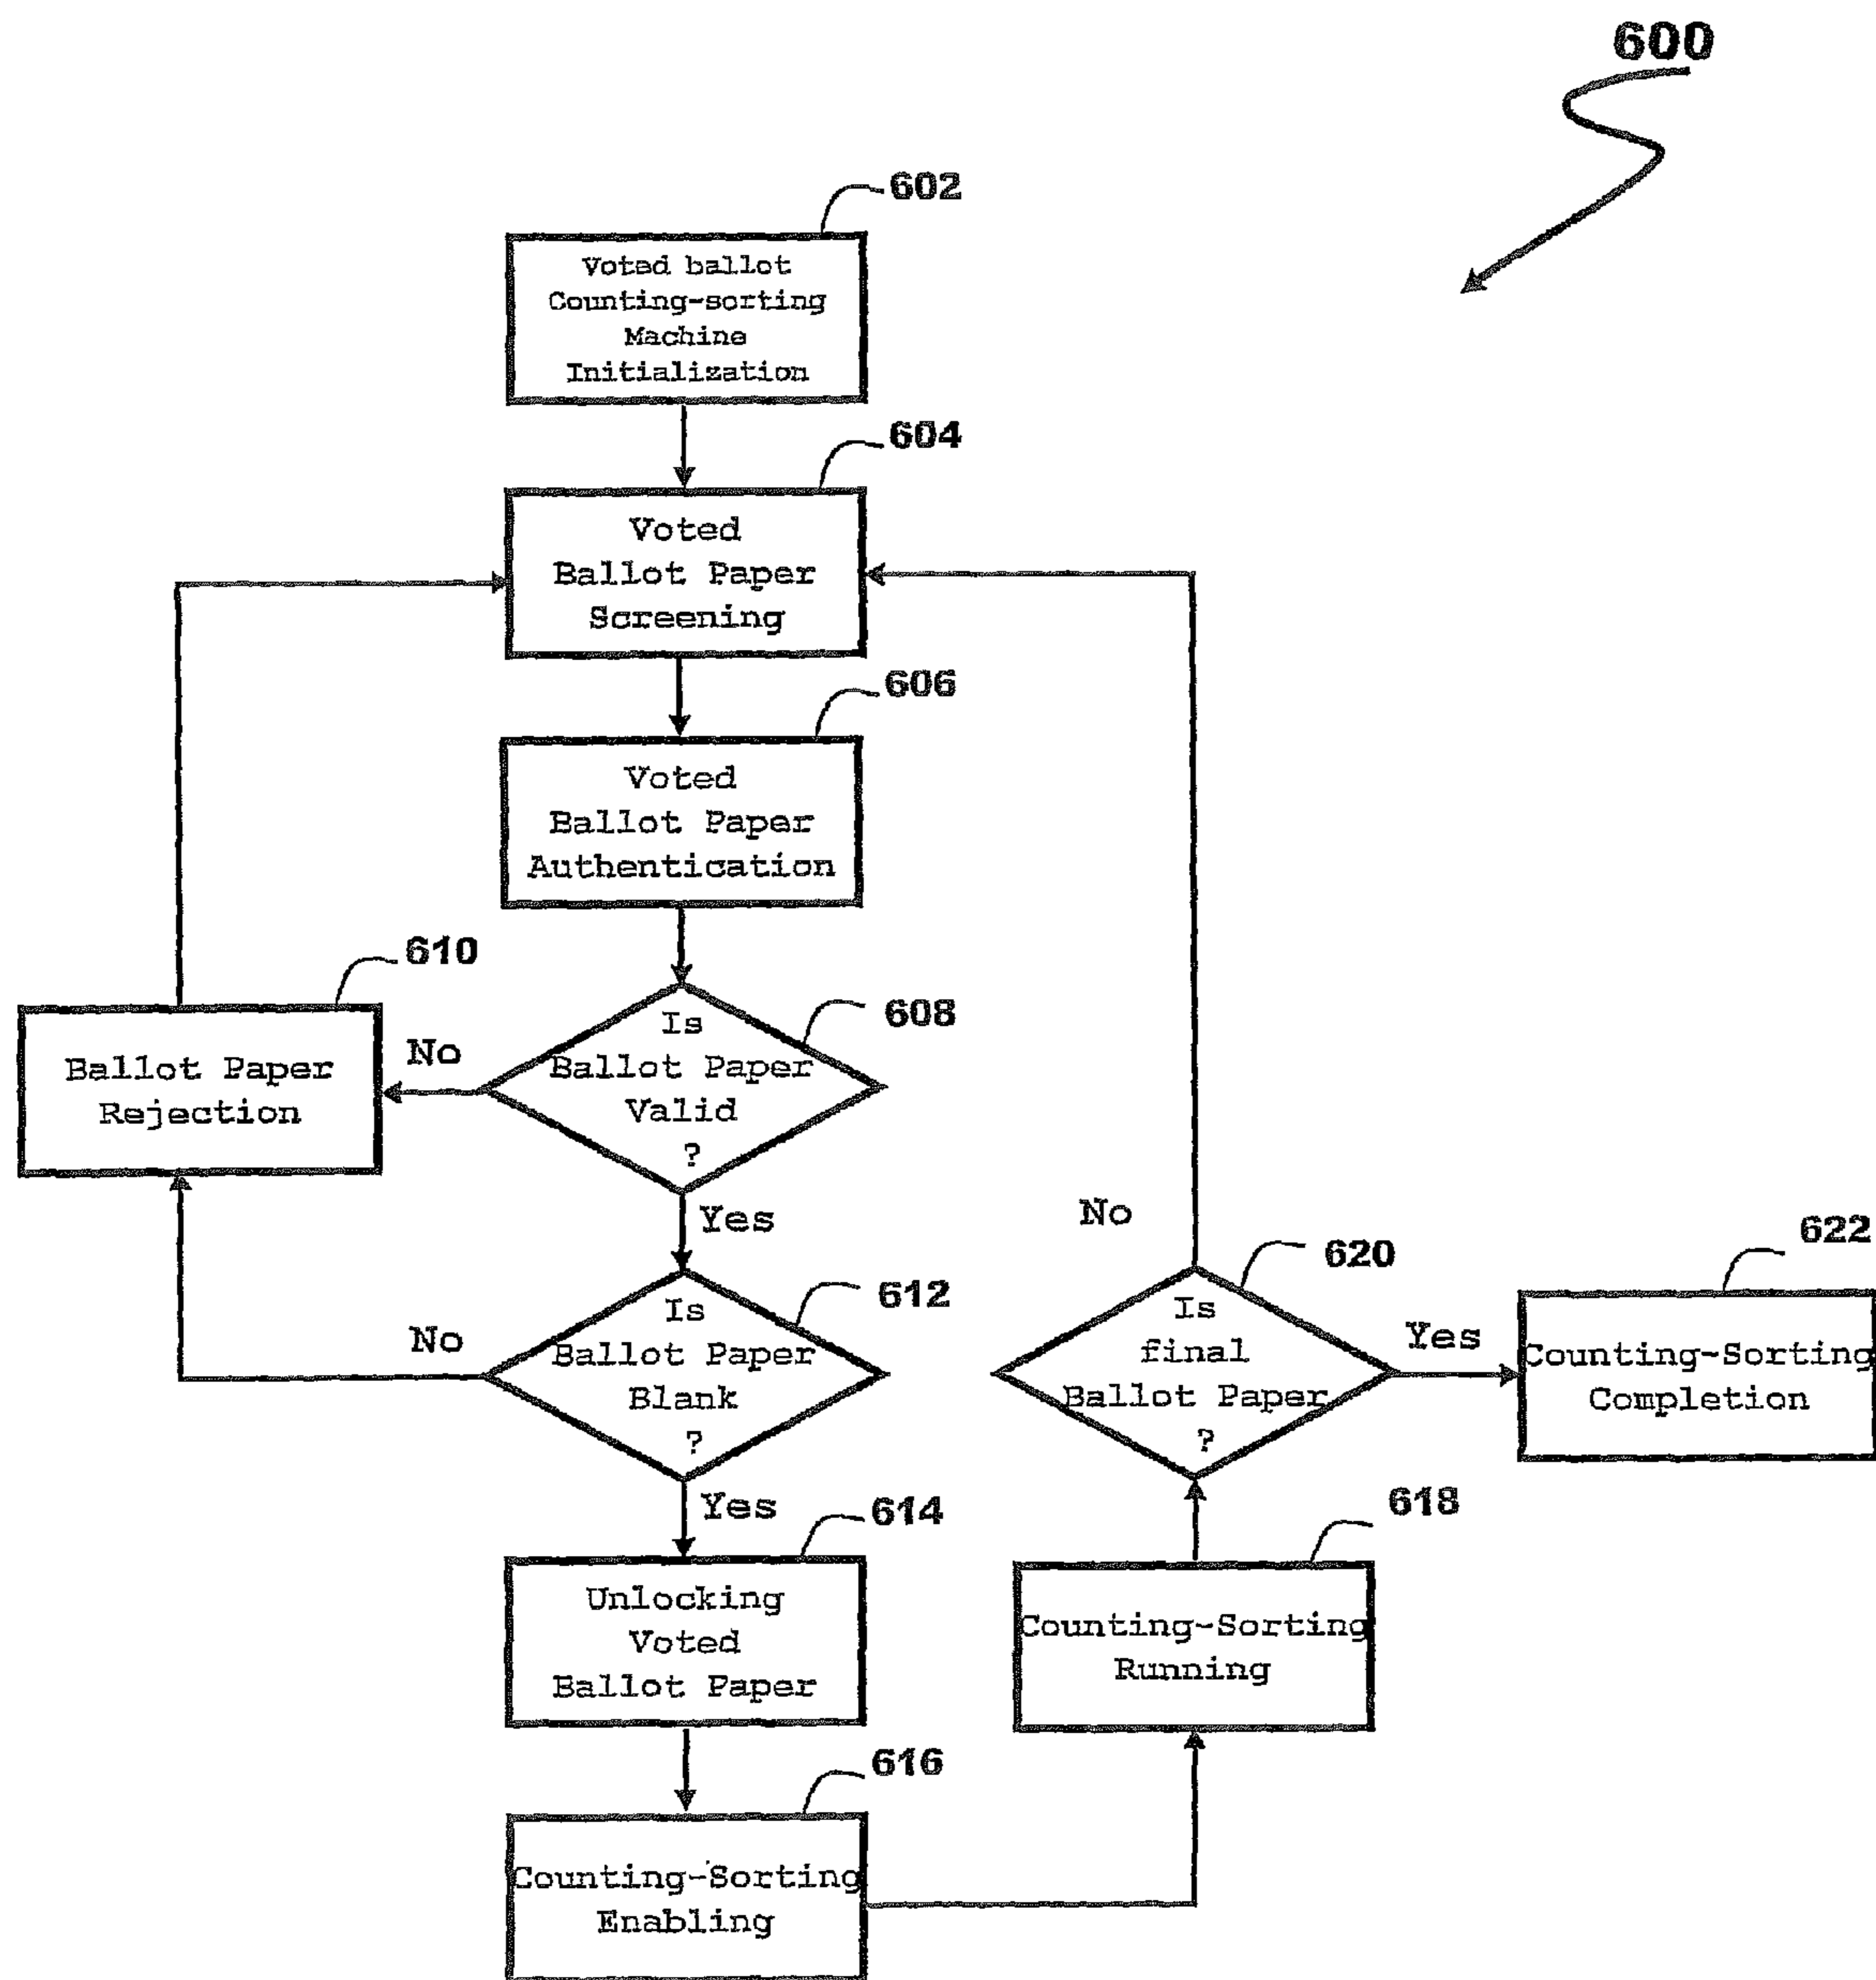 600
602
Voted ballot
Counting-sorting
Machine
Initialization
604
Voted
Ballot Paper
Screening
606
Voted
Ballot Paper
Authentication
610
Ballot Paper
Rejection
No
608
Is
Ballot Paper
Valid
?
Yes
612
Is
Ballot Paper
Blank
?
No
Yes
614
Unlocking
Voted
Ballot Paper
616
Counting-Sorting
Enabling
618
Counting-Sorting
Running
620
Is
final
Ballot Paper
?
No
Yes
622
Counting-Sorting
Completion